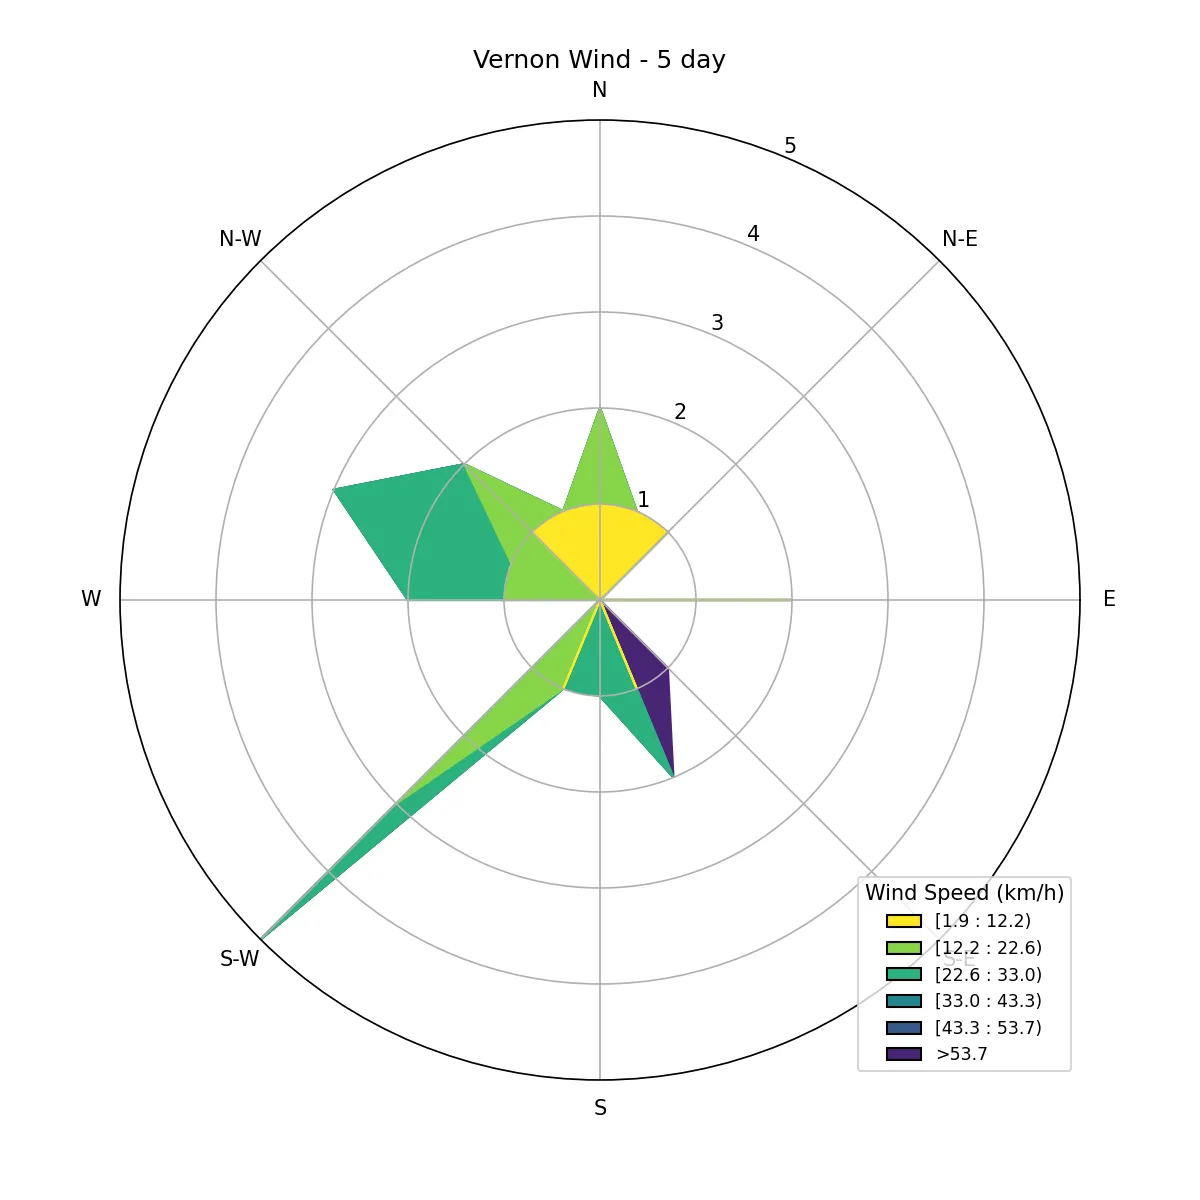 Vernon Wind - 5 day
N
5
N-W
4
N-E
3
2
1
W
E
S-W
S-E
Wind Speed (km/h)
[1.9 : 12.2)
[12.2 : 22.6)
[22.6 : 33.0)
[33.0 : 43.3)
[43.3 : 53.7)
>53.7
S